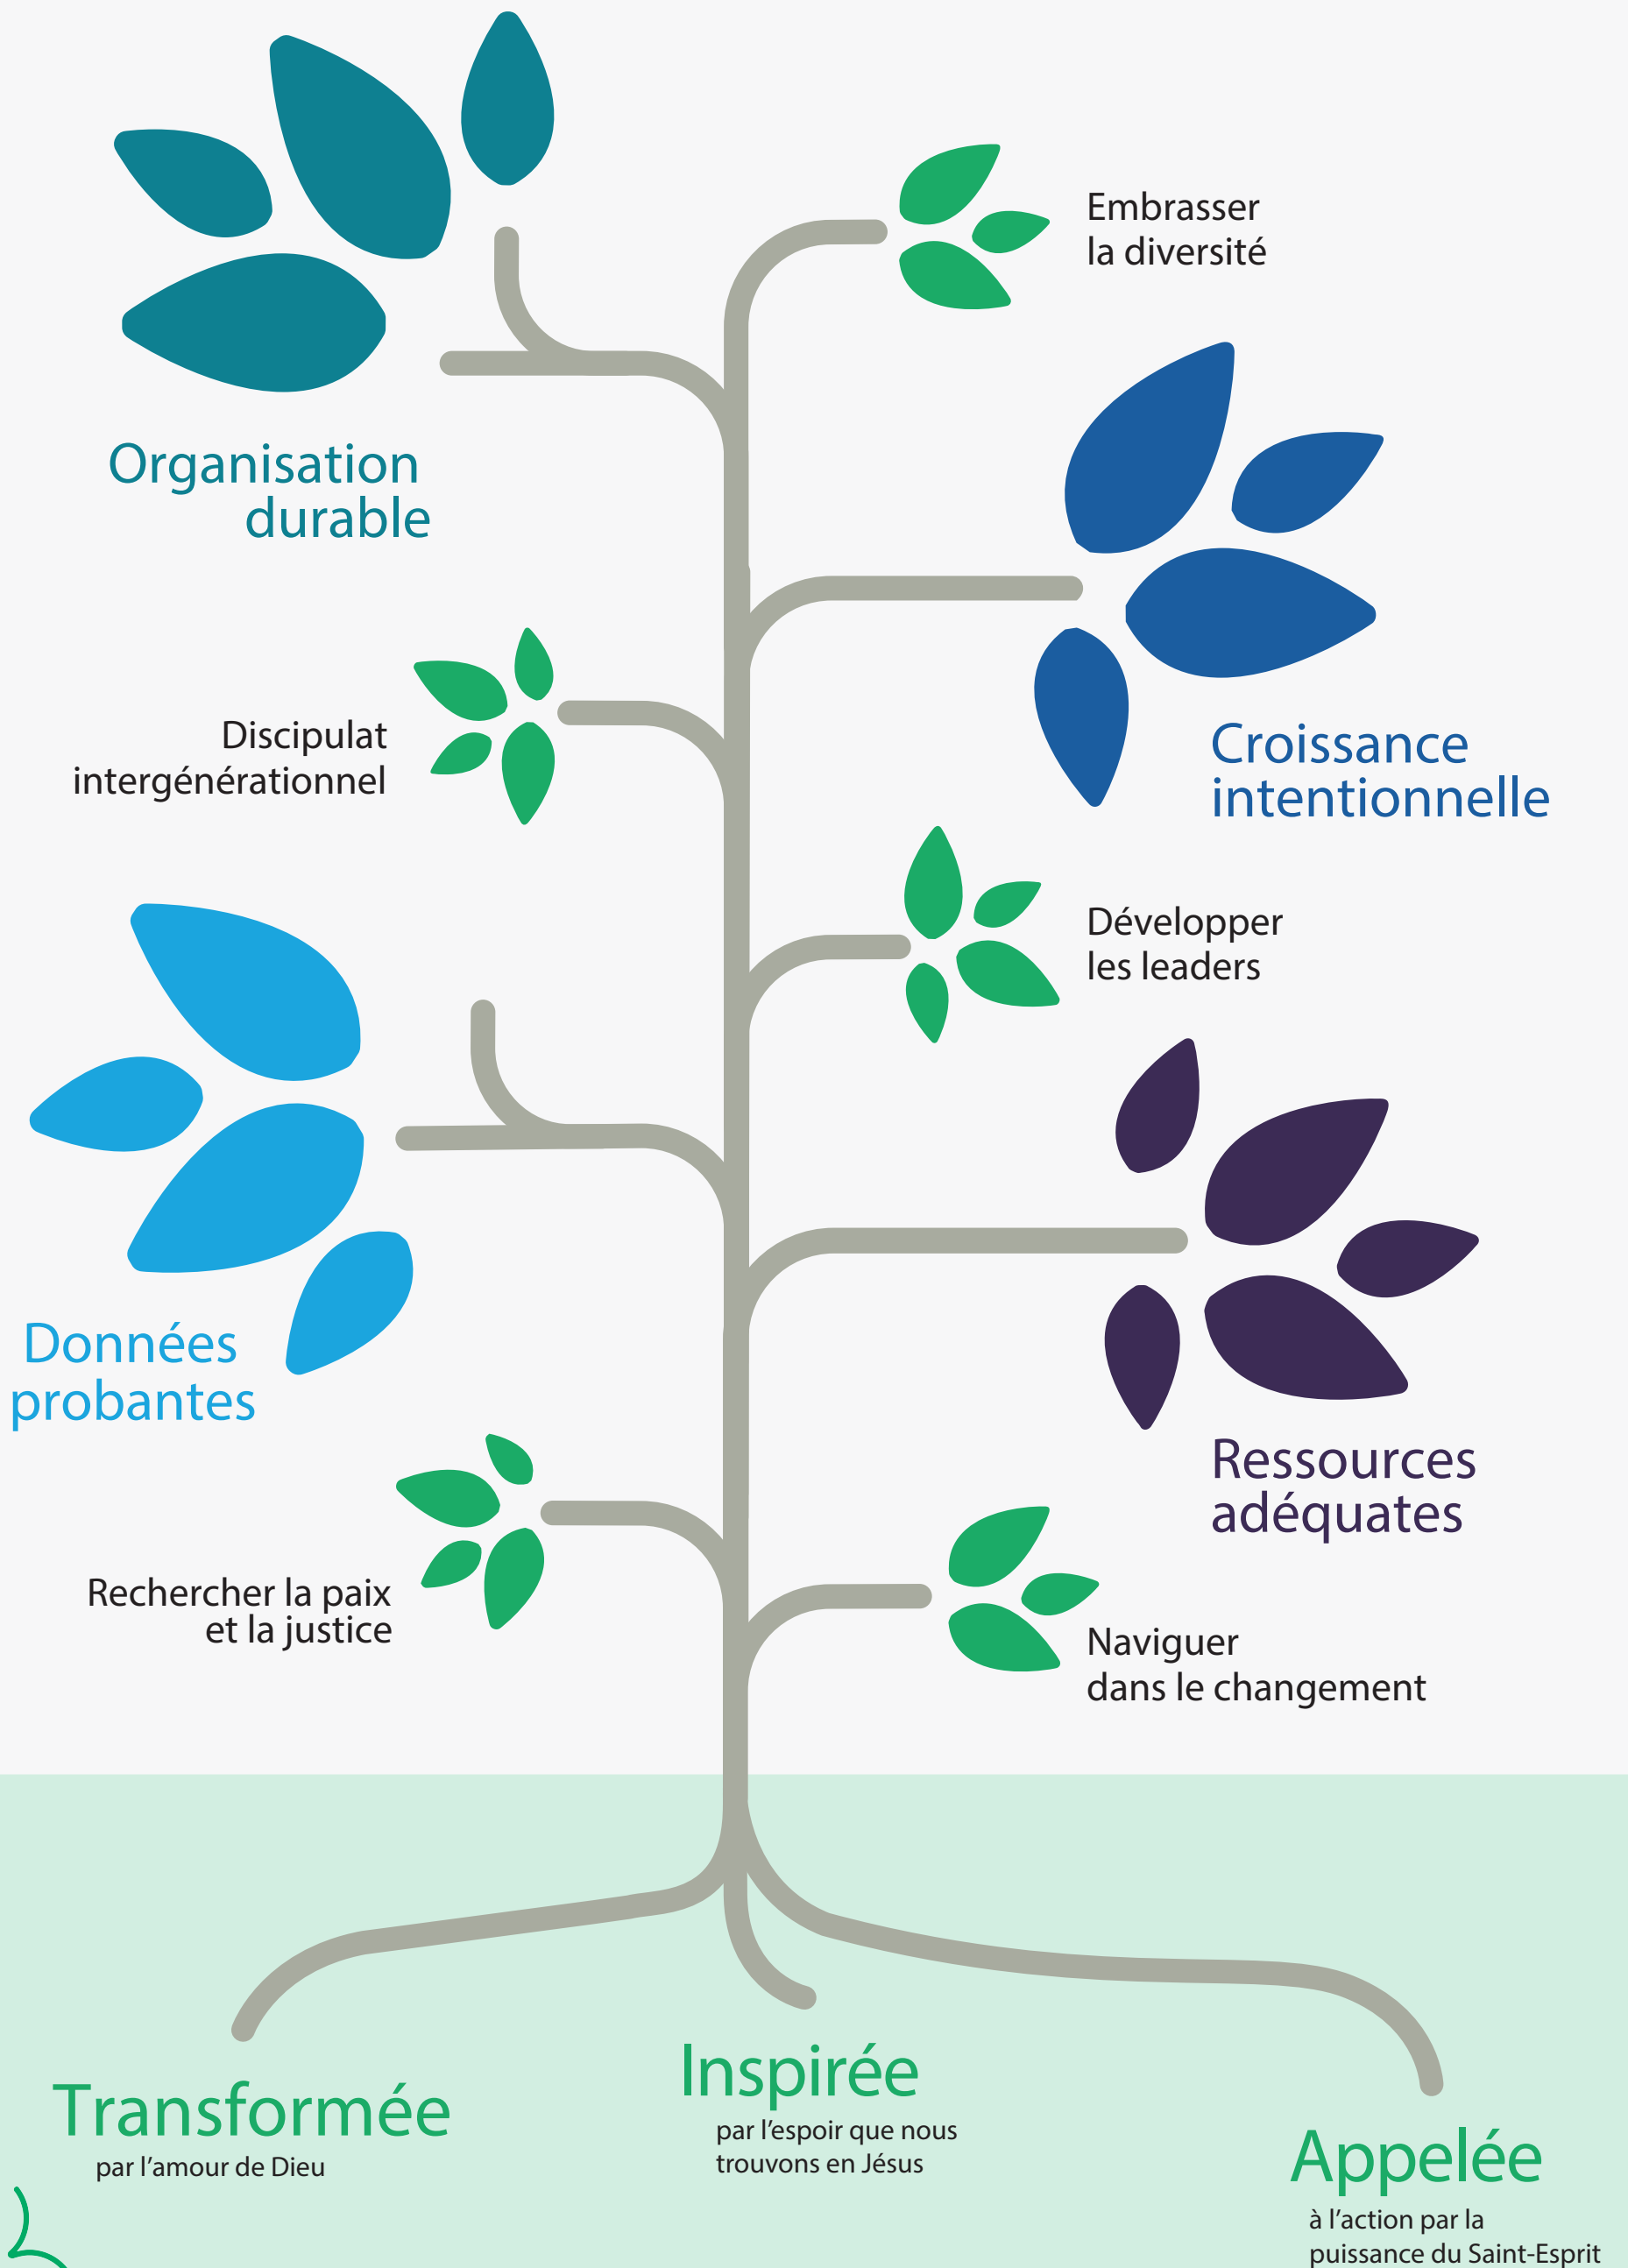 Embrasser
la diversité
Organisation
durable
Discipulat
intergénérationnel
Croissance
intentionnelle
Développer
les leaders
Données
probantes
Ressources
adéquates
Rechercher la paix
et la justice
Naviguer
dans le changement
Transformée
par l’amour de Dieu
Inspirée
par l’espoir que nous
trouvons en Jésus
Appelée
à l’action par la
puissance du Saint-Esprit